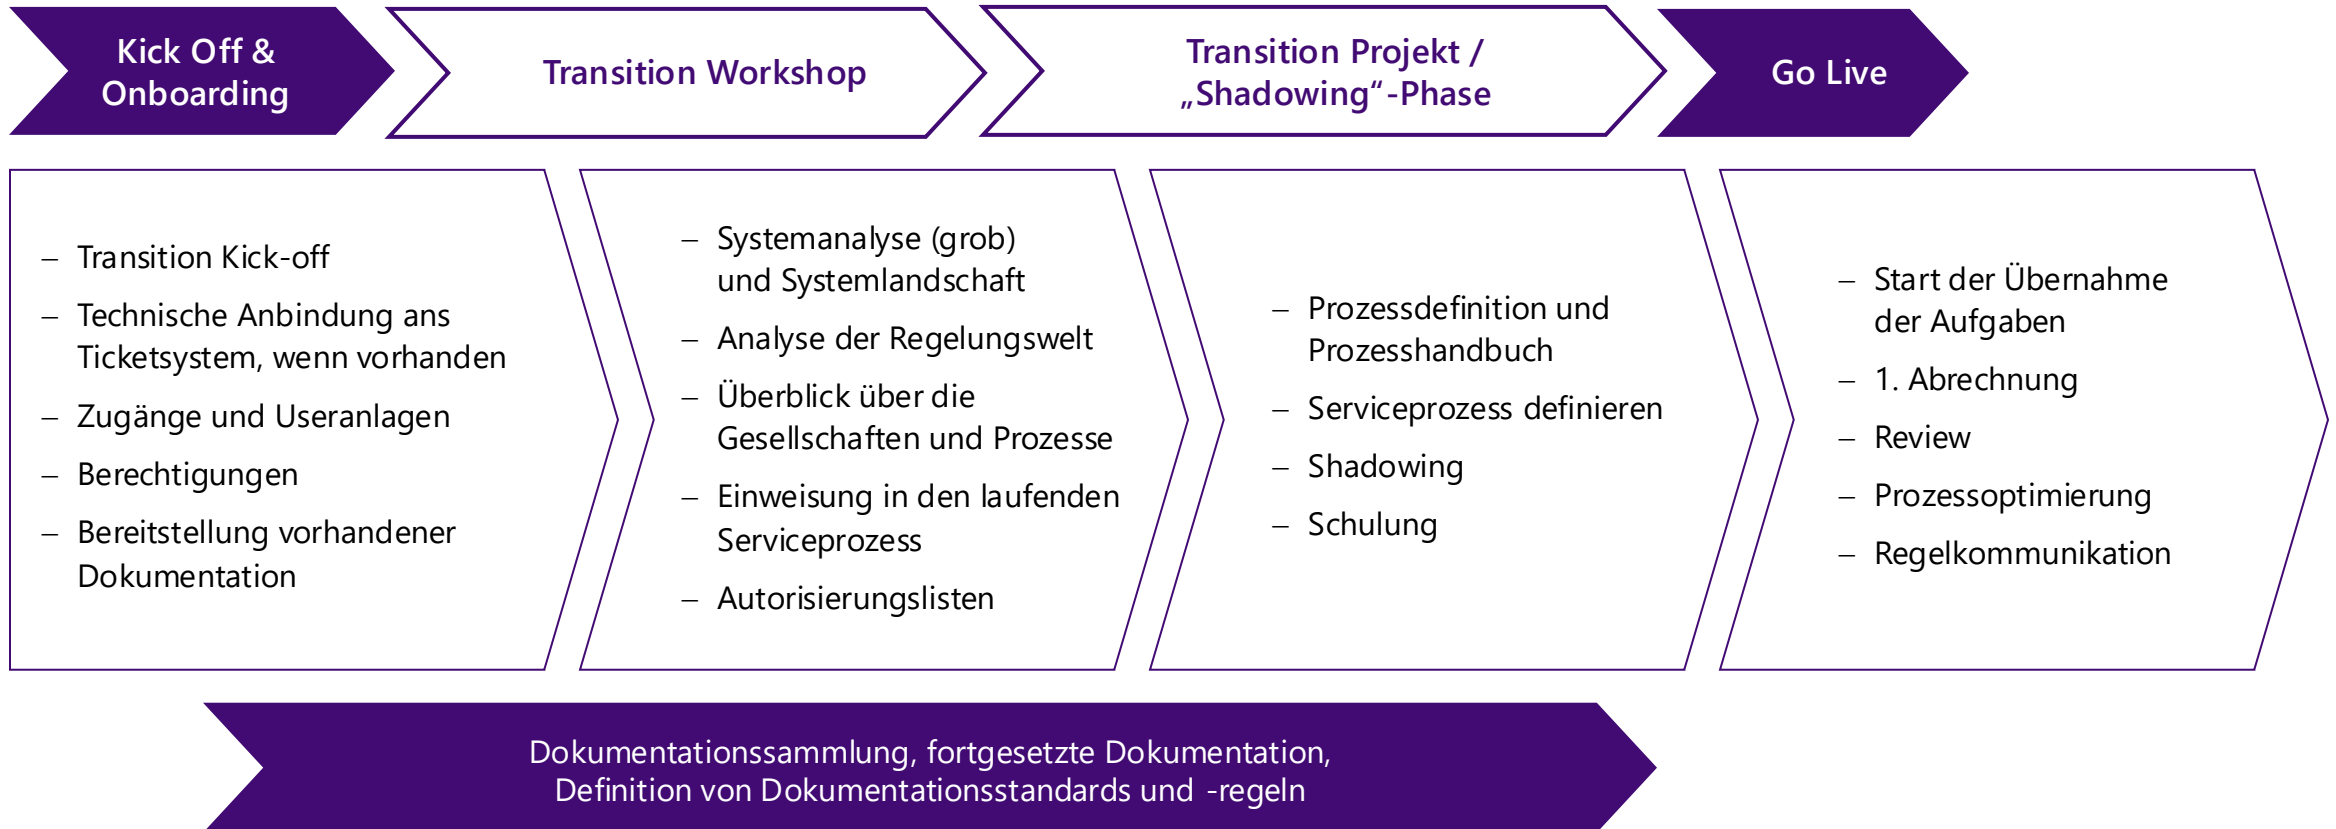 Kick Off &
Onboarding
Transition Workshop
Transition Projekt /
„Shadowing“-Phase
Go Live
– Transition Kick-off
– Technische Anbindung ans
Ticketsystem, wenn vorhanden
– Zugänge und Useranlagen
– Berechtigungen
– Bereitstellung vorhandener
Dokumentation
– Systemanalyse (grob)
und Systemlandschaft
– Analyse der Regelungswelt
– Überblick über die
Gesellschaften und Prozesse
– Einweisung in den laufenden
Serviceprozess
– Autorisierungslisten
– Prozessdefinition und
Prozesshandbuch
– Serviceprozess definieren
– Shadowing
– Schulung
– Start der Übernahme
der Aufgaben
– 1. Abrechnung
– Review
– Prozessoptimierung
– Regelkommunikation
Dokumentationssammlung, fortgesetzte Dokumentation,
Definition von Dokumentationsstandards und -regeln